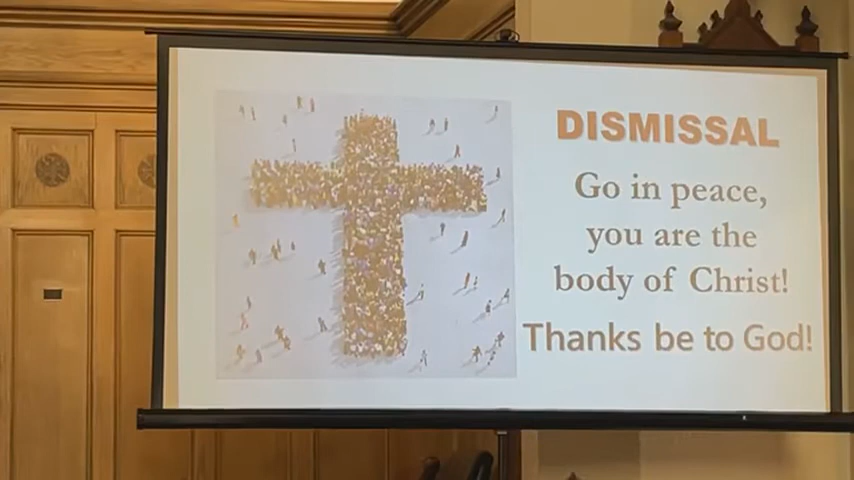 DISMISSAL
Go in peace,
you are the
body of Christ!
Thanks be to God!